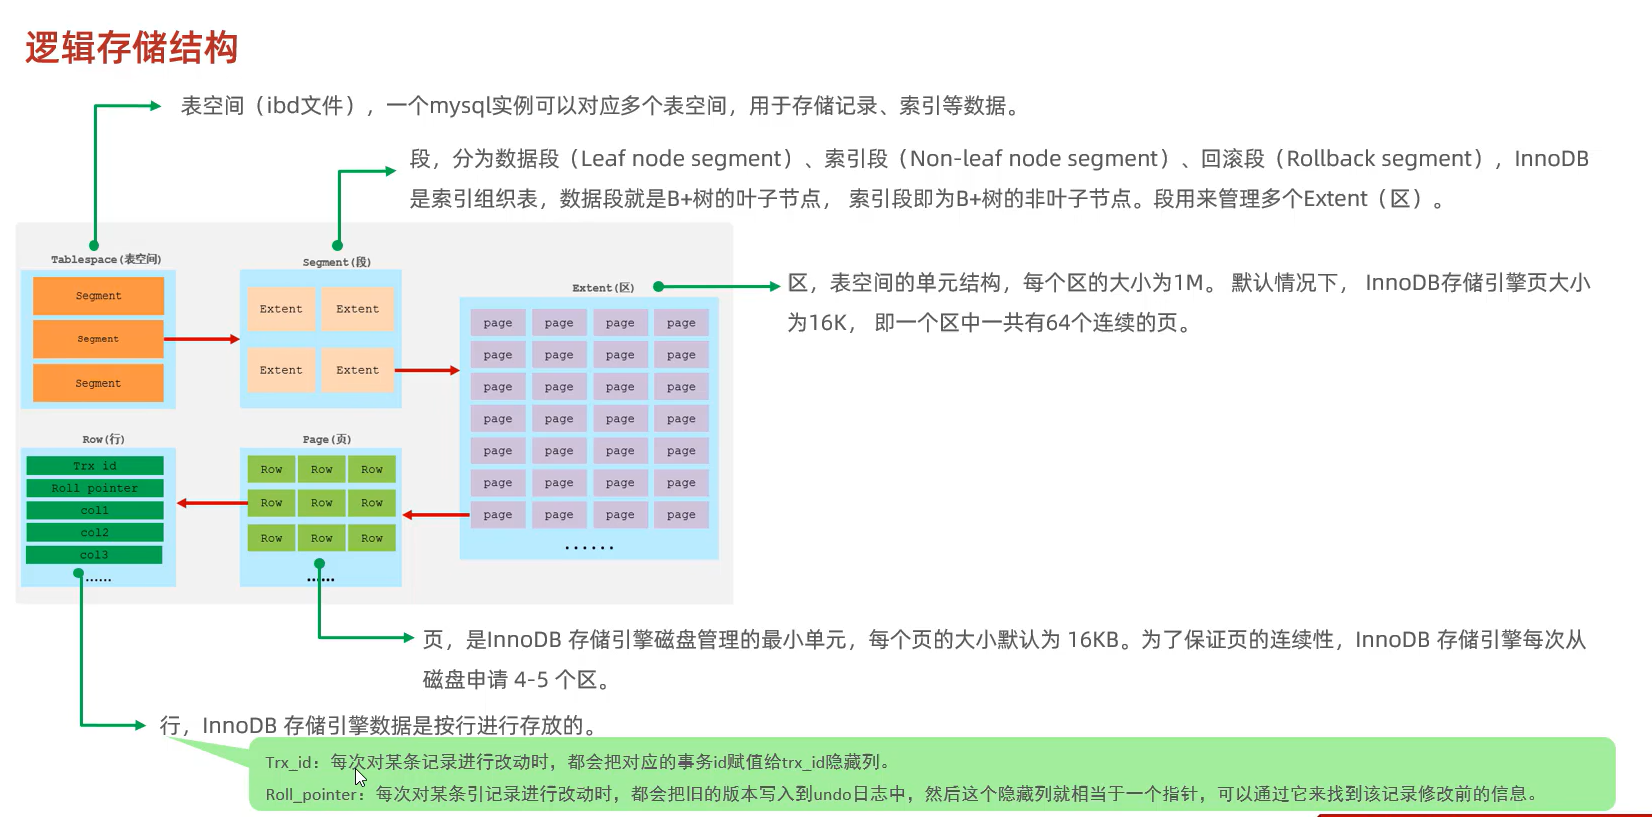 逻辑存储结构
表空间（ibd文件），一个mysql实例可以对应多个表空间，用于存储记录、索引等数据。
段，分为数据段（Leaf node segment）、索引段（Non-leaf node segment）、回滚段（Rollback segment），InnoDB
是索引组织表，数据段就是B+树的叶子节点， 索引段即为B+树的非叶子节点。段用来管理多个Extent（区）。
Tablespace(表空间)
Segment
Segment
Segment
Segment(段)
Extent Extent
Extent Extent
Extent(区)
page page page page
page page page page
page page page page
page page page page
page page page page
page page page page
page page page page
......
区，表空间的单元结构，每个区的大小为1M。 默认情况下， InnoDB存储引擎页大小
为16K， 即一个区中一共有64个连续的页。
Row(行)
Trx id
Roll pointer
col1
col2
col3
......
Page(页)
Row Row Row
Row Row Row
Row Row Row
......
页，是InnoDB 存储引擎磁盘管理的最小单元，每个页的大小默认为 16KB。为了保证页的连续性，InnoDB 存储引擎每次从
磁盘申请 4-5 个区。
行，InnoDB 存储引擎数据是按行进行存放的。
Trx_id：每次对某条记录进行改动时，都会把对应的事务id赋值给trx_id隐藏列。
Roll_pointer：每次对某条引记录进行改动时，都会把旧的版本写入到undo日志中，然后这个隐藏列就相当于一个指针，可以通过它来找到该记录修改前的信息。